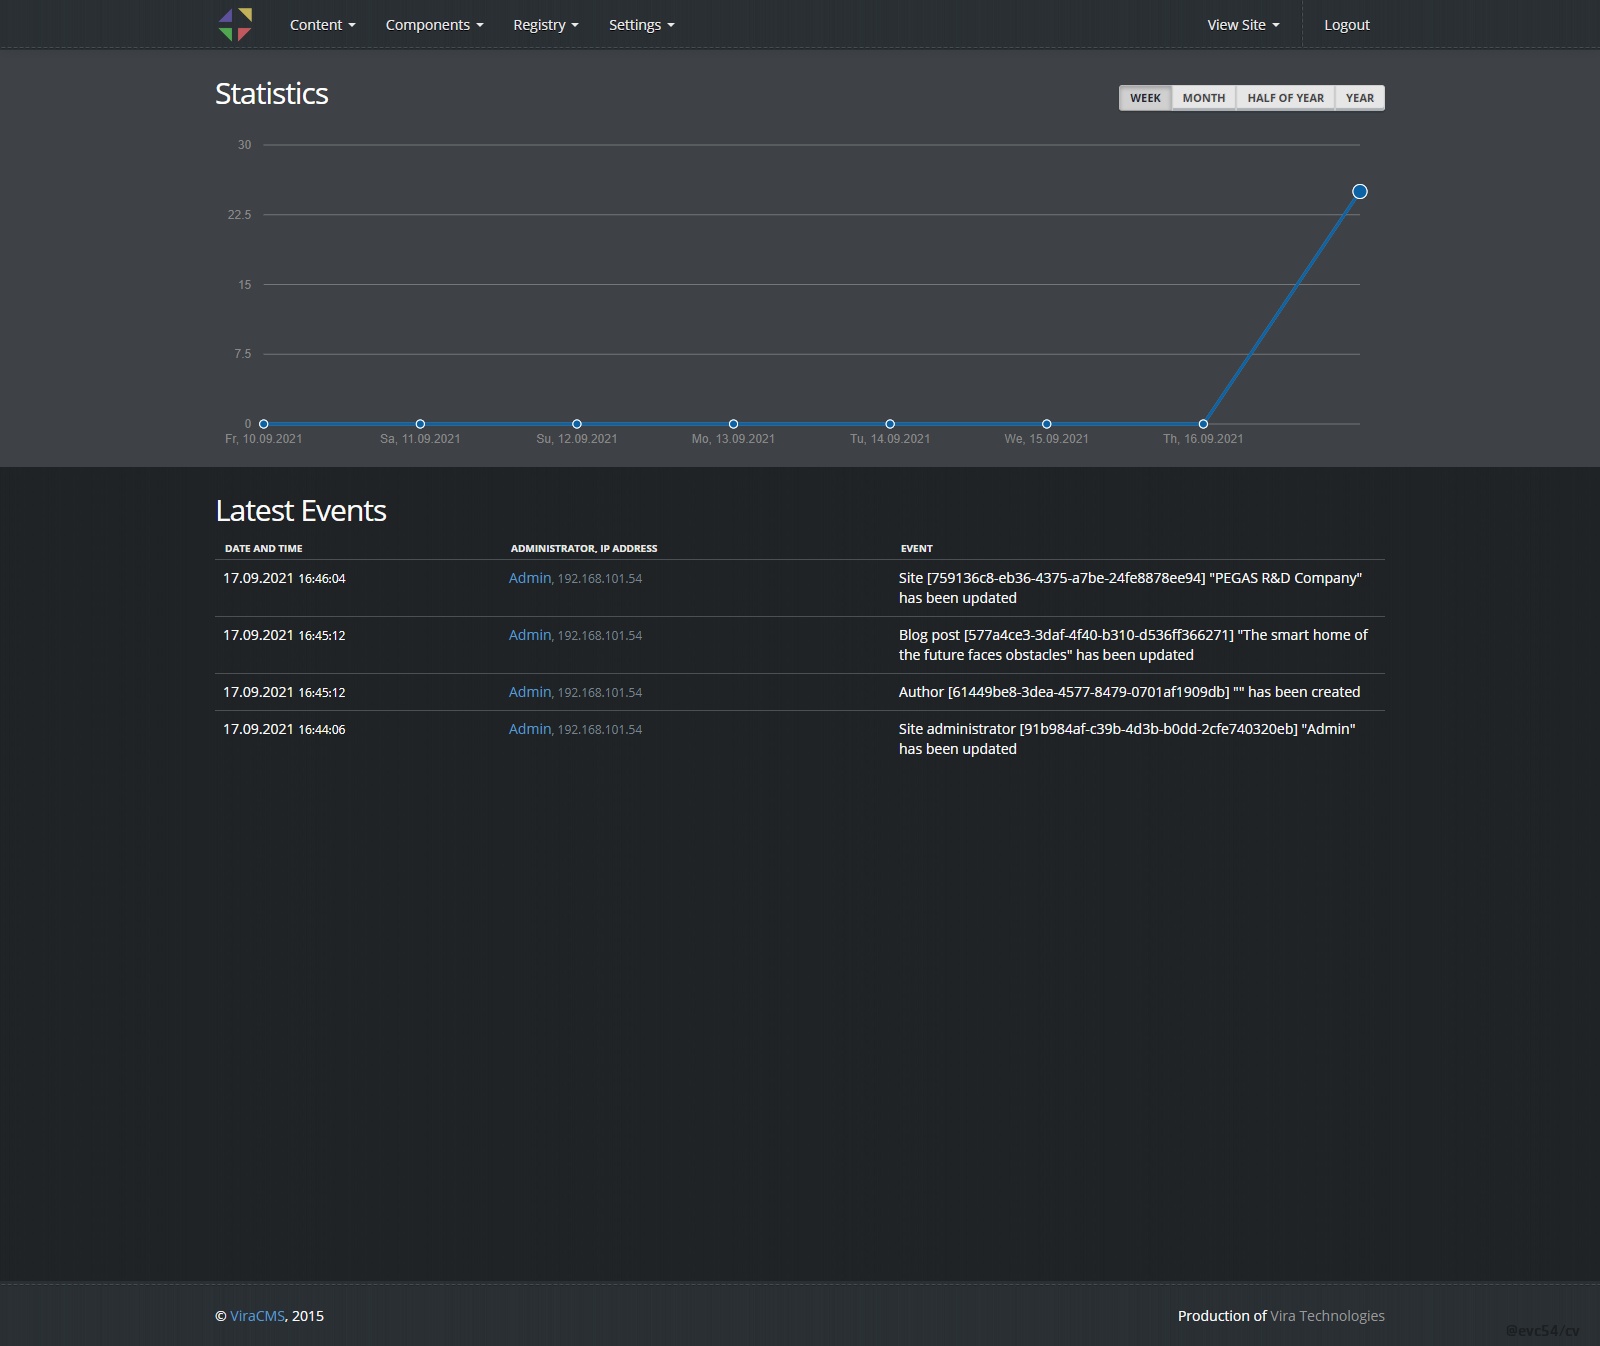 Content Components Registry Settings View Site Logout
Statistics
WEEK MONTH HALF OF YEAR YEAR
30
22.5
15
7.5
0
Fr, 10.09.2021 Sa, 11.09.2021 Su, 12.09.2021 Mo, 13.09.2021 Tu, 14.09.2021 We, 15.09.2021 Th, 16.09.2021
Latest Events
DATE AND TIME ADMINISTRATOR, IP ADDRESS EVENT
17.09.2021 16:46:04 Admin, 192.168.101.54 Site [759136c8-eb36-4375-a7be-24fe8878ee94] "PEGAS R&D Company"
has been updated
17.09.2021 16:45:12 Admin, 192.168.101.54 Blog post [577a4ce3-3daf-4f40-b310-d536ff366271] "The smart home of
the future faces obstacles" has been updated
17.09.2021 16:45:12 Admin, 192.168.101.54 Author [61449be8-3dea-4577-8479-0701af1909db] "" has been created
17.09.2021 16:44:06 Admin, 192.168.101.54 Site administrator [91b984af-c39b-4d3b-b0dd-2cfe740320eb] "Admin"
has been updated
© ViraCMS, 2015 Production of Vira Technologies
@evc54/cv